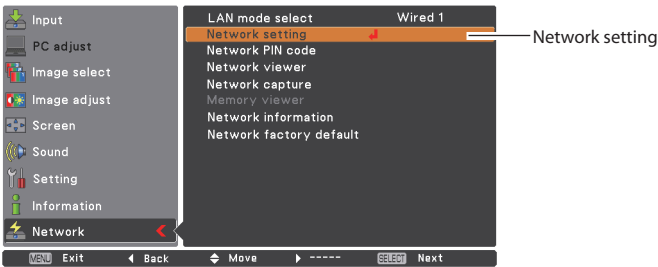 Input
PC adjust
Image select
Image adjust
Screen
Sound
Setting
Information
Network
LAN mode select Wired 1
Network setting
Network PIN code
Network viewer
Network capture
Memory viewer
Network information
Network factory default
Network setting
MENU Exit Back Move ----- SELECT Next